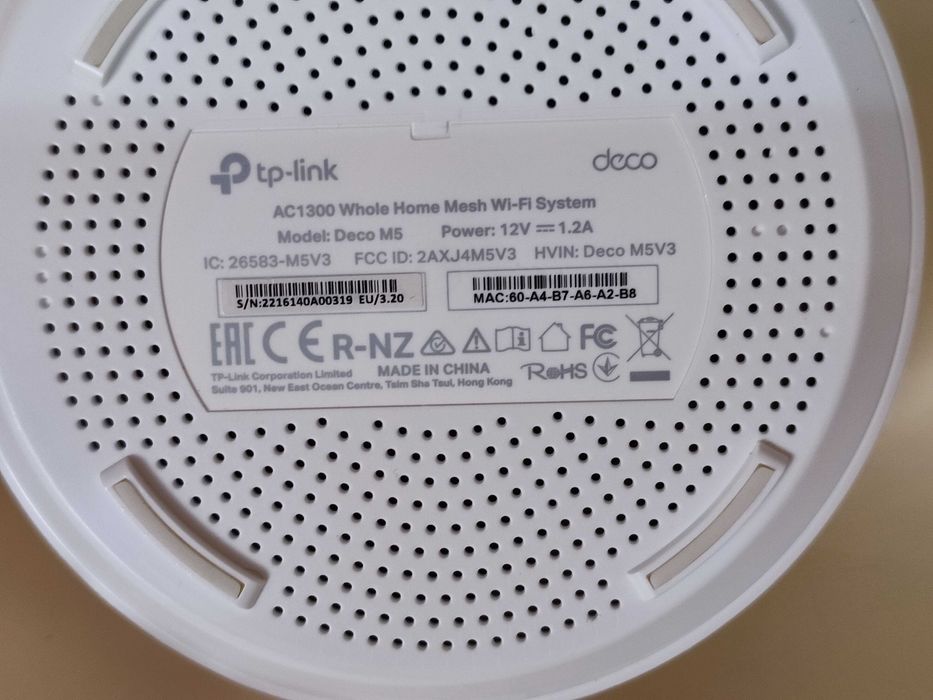 tp-link
deco
AC1300 Whole Home Mesh Wi-Fi System
Model: Deco M5 Power: 12V⎓1.2A
IC: 26583-M5V3 FCC ID: 2AXJ4M5V3 HVIN: Deco M5V3
S/N:2216140A00319 EU/3.20
MAC:60-A4-B7-A6-A2-B8
EAC CE R-NZ FC
TP-Link Corporation Limited MADE IN CHINA RoHS
Suite 901, New East Ocean Centre, Tsim Sha Tsui, Hong Kong